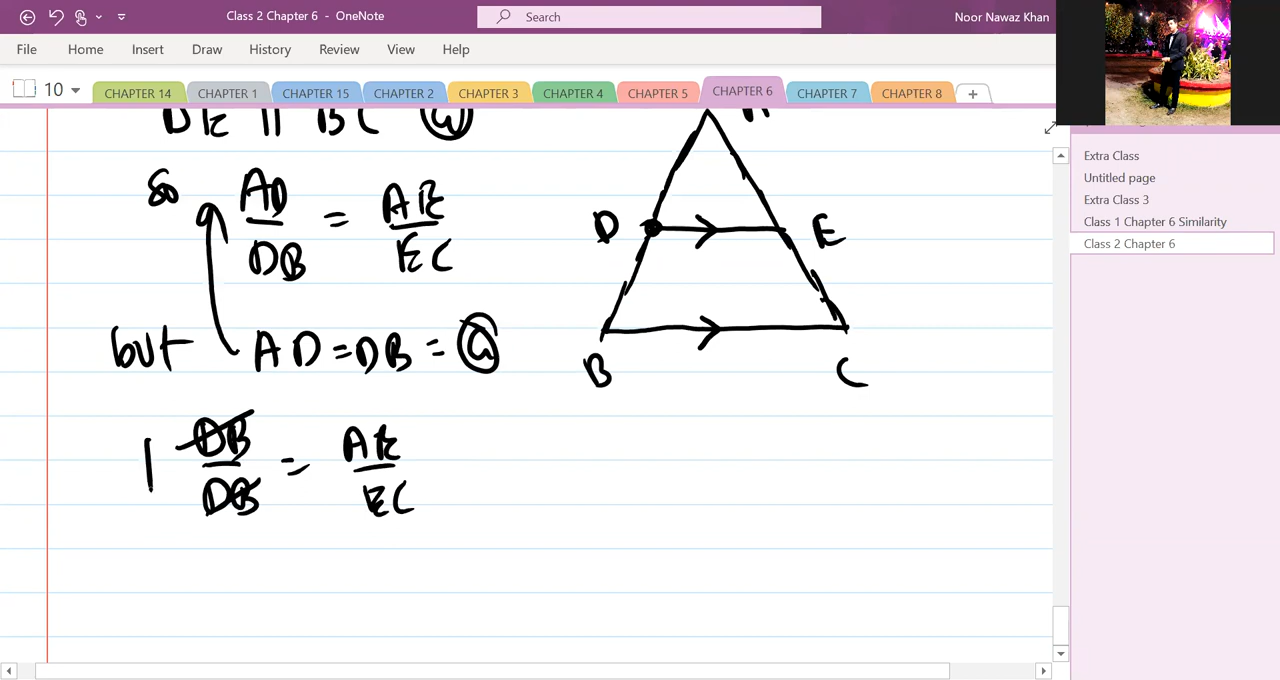 Class 2 Chapter 6 - OneNote
Search
Noor Nawaz Khan
File Home Insert Draw History Review View Help
10
CHAPTER 14 CHAPTER 1 CHAPTER 15 CHAPTER 2 CHAPTER 3 CHAPTER 4 CHAPTER 5 CHAPTER 6 CHAPTER 7 CHAPTER 8 +
Extra Class
Untitled page
Extra Class 3
Class 1 Chapter 6 Similarity
Class 2 Chapter 6
DE || BC
A
So AD/DB = AE/EC
D E
but AD = DB = G
B C
1 DB/DB = AE/EC